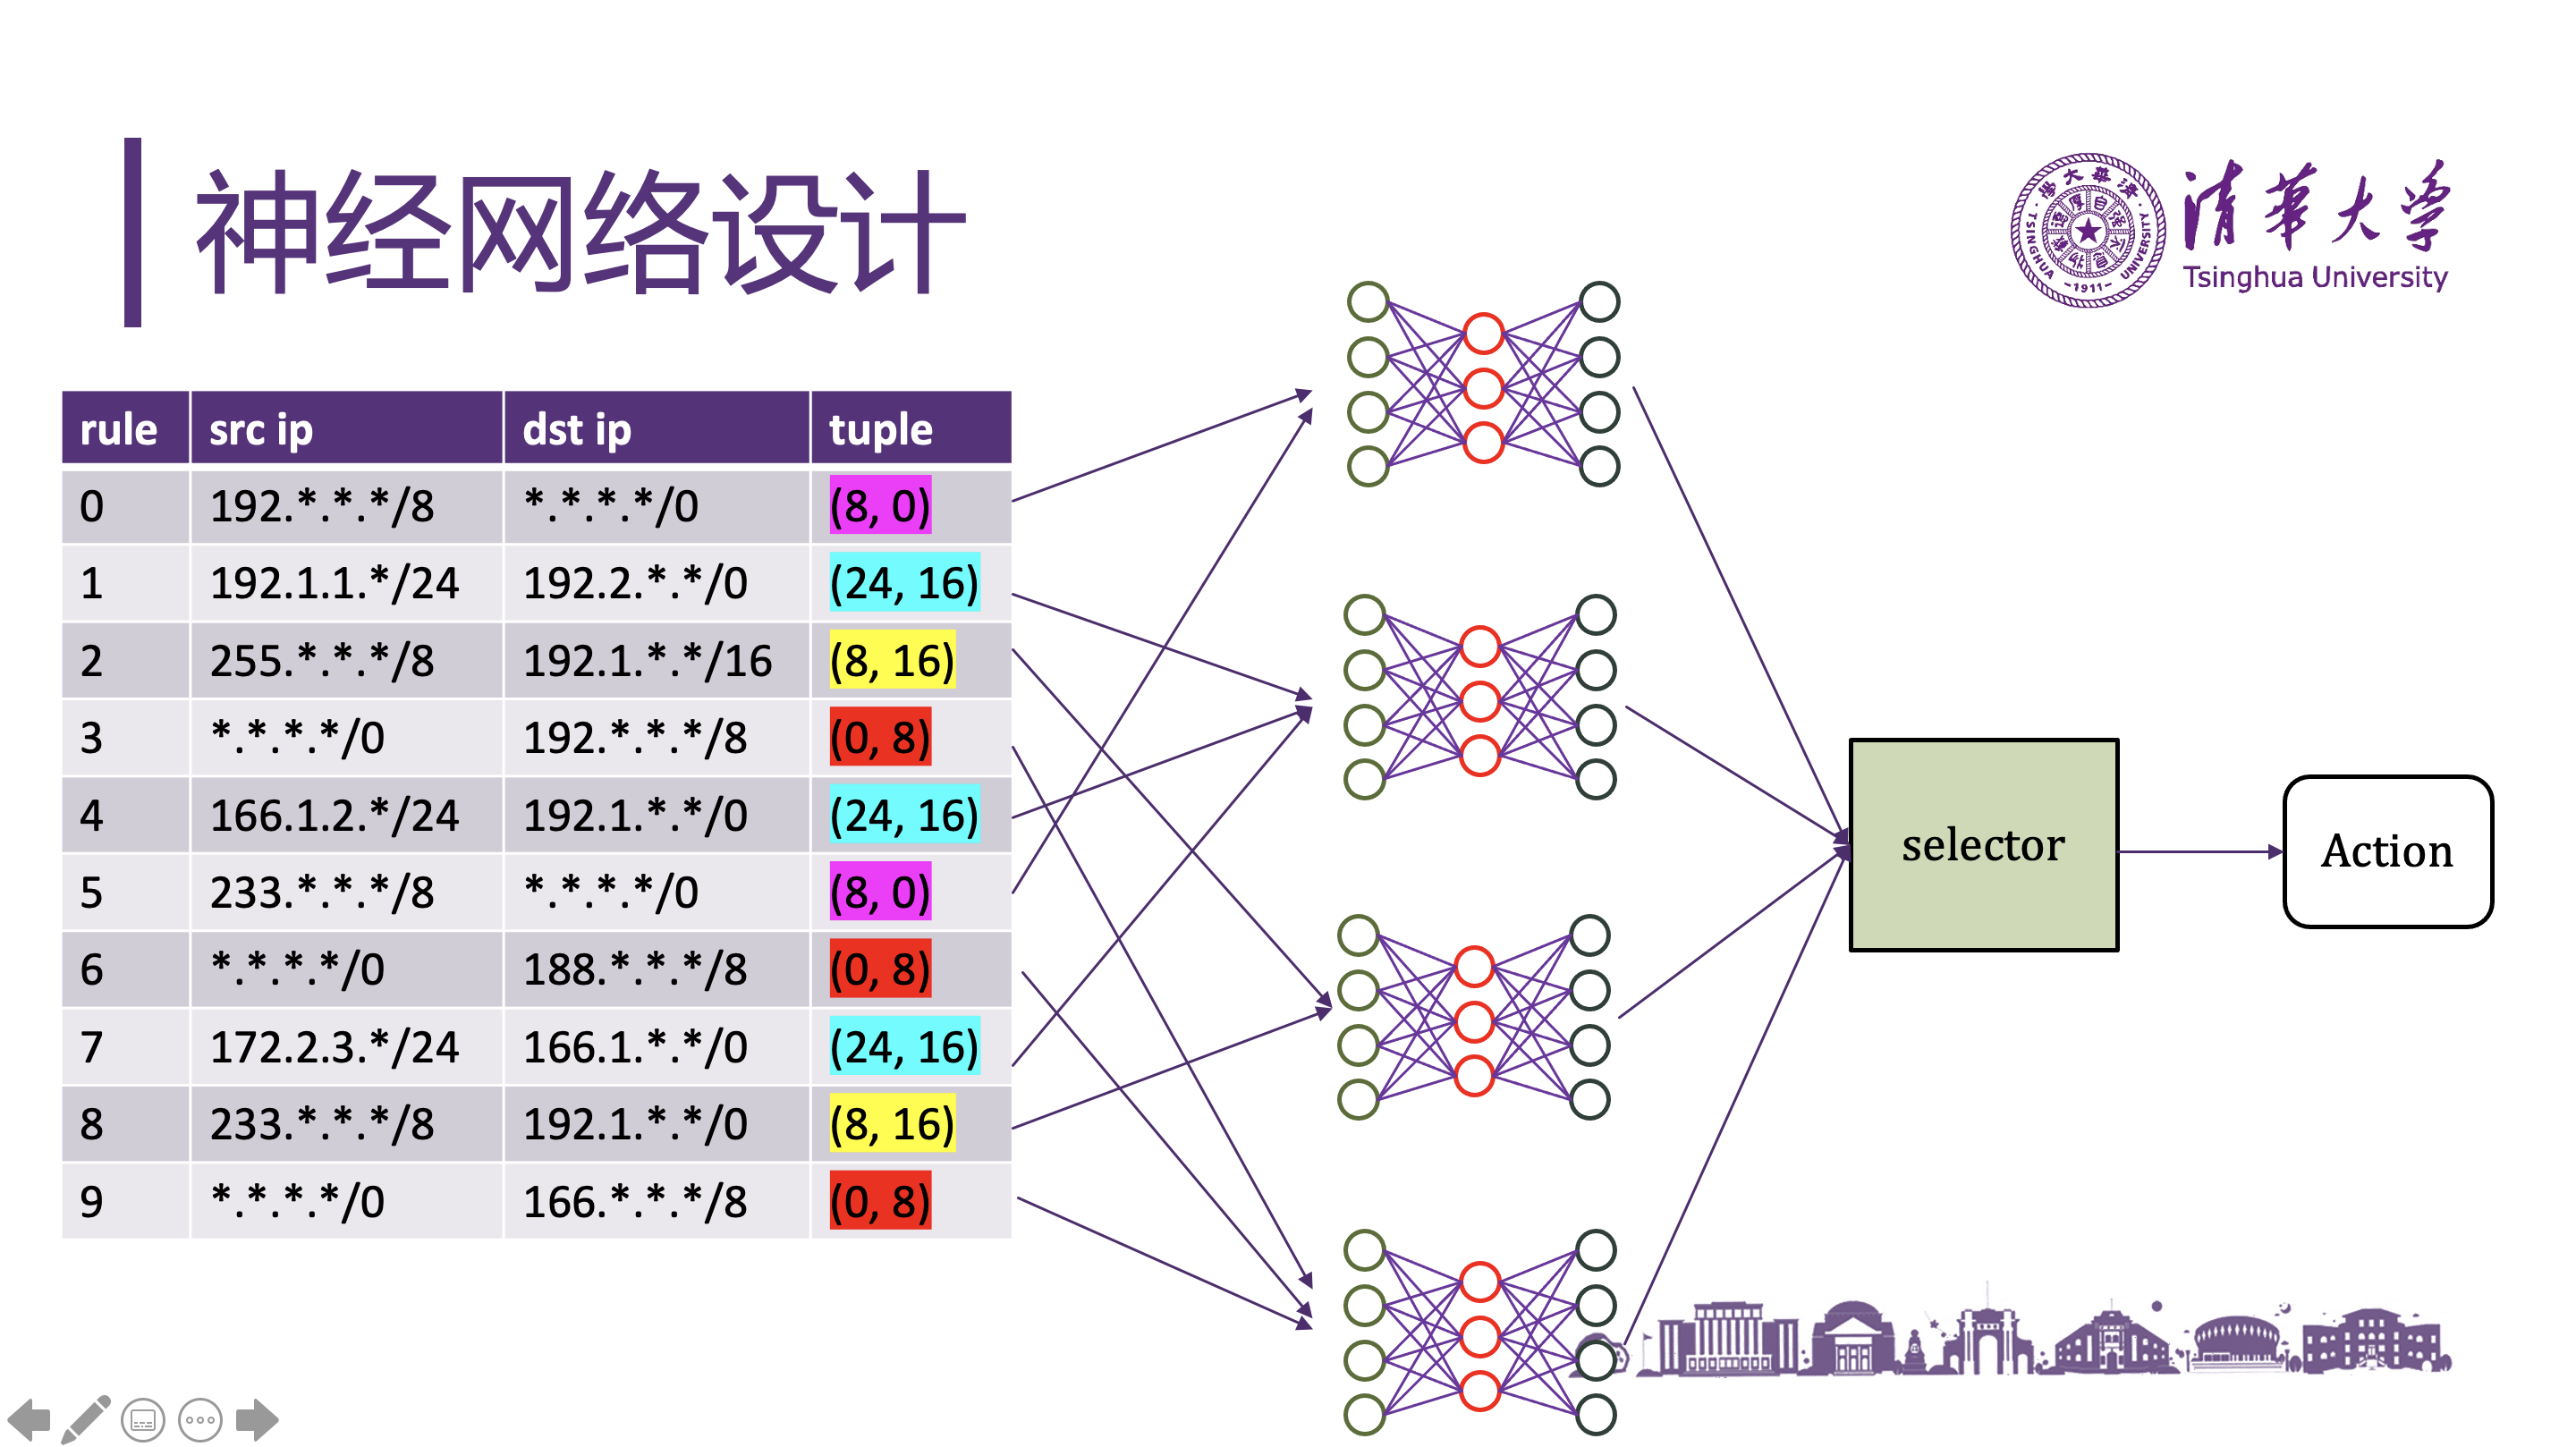 神经网络设计
清華大学
Tsinghua University
TSINGHUA UNIVERSITY
-1911-
rule src ip dst ip tuple
0 192.*.*.*/8 *.*.*.*/0 (8, 0)
1 192.1.1.*/24 192.2.*.*/0 (24, 16)
2 255.*.*.*/8 192.1.*.*/16 (8, 16)
3 *.*.*.*/0 192.*.*.*/8 (0, 8)
4 166.1.2.*/24 192.1.*.*/0 (24, 16)
5 233.*.*.*/8 *.*.*.*/0 (8, 0)
6 *.*.*.*/0 188.*.*.*/8 (0, 8)
7 172.2.3.*/24 166.1.*.*/0 (24, 16)
8 233.*.*.*/8 192.1.*.*/0 (8, 16)
9 *.*.*.*/0 166.*.*.*/8 (0, 8)
selector
Action